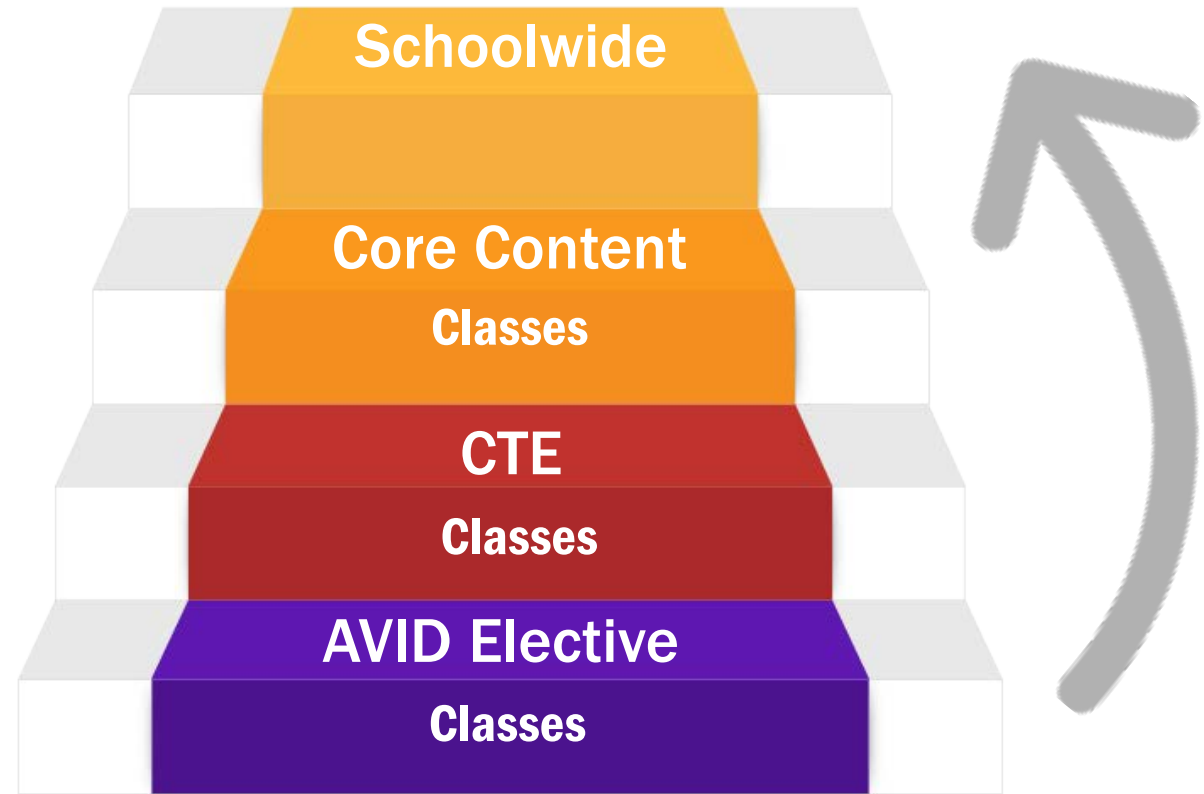 Schoolwide
Core Content
Classes
CTE
Classes
AVID Elective
Classes